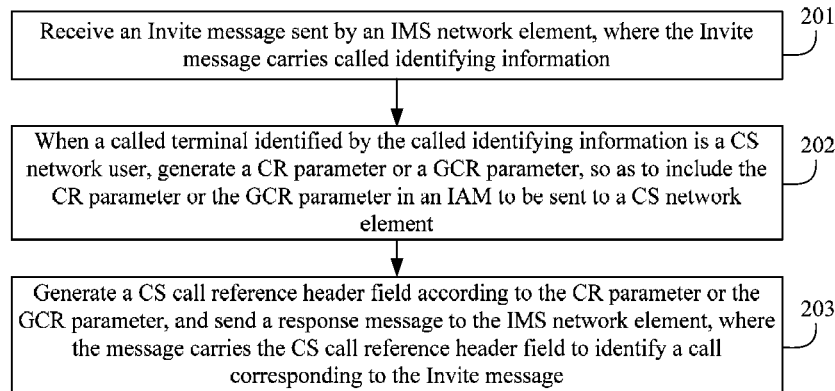 Receive an Invite message sent by an IMS network element, where the Invite
message carries called identifying information
201
When a called terminal identified by the called identifying information is a CS
network user, generate a CR parameter or a GCR parameter, so as to include the
CR parameter or the GCR parameter in an IAM to be sent to a CS network
element
202
Generate a CS call reference header field according to the CR parameter or the
GCR parameter, and send a response message to the IMS network element, where
the message carries the CS call reference header field to identify a call
corresponding to the Invite message
203